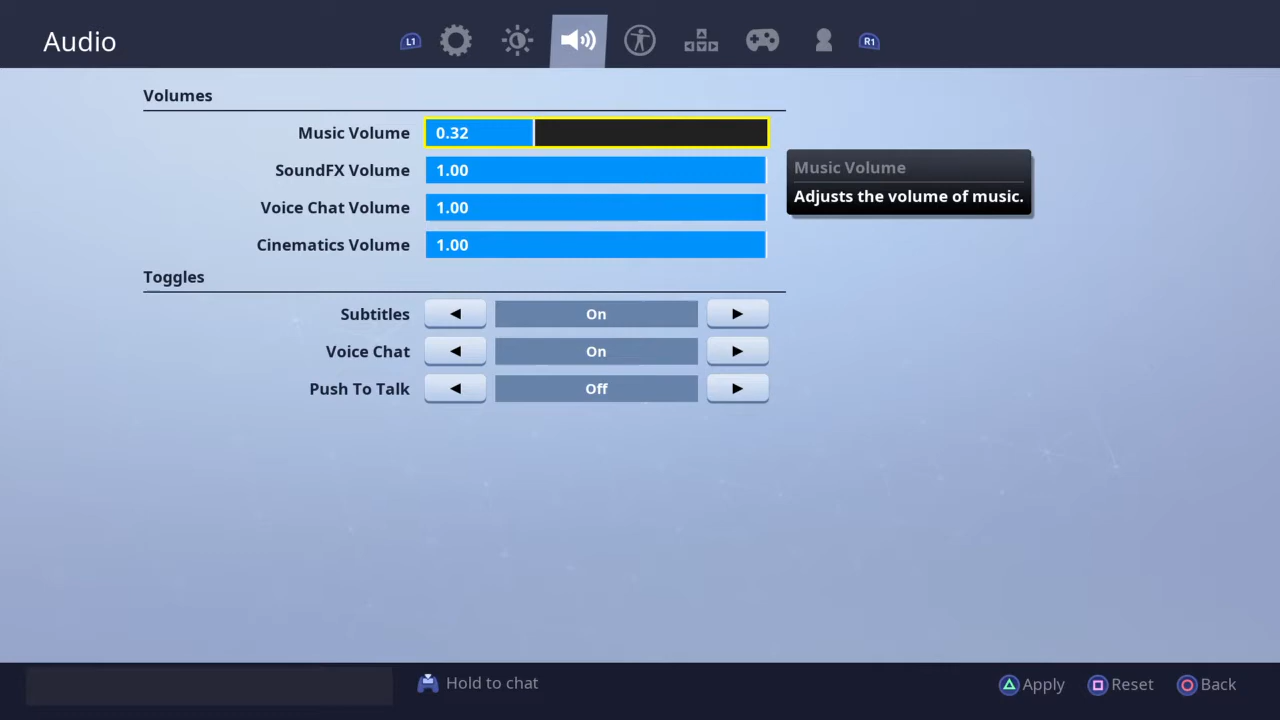 Audio
L1
R1
Volumes
Music Volume 0.32
SoundFX Volume 1.00
Voice Chat Volume 1.00
Cinematics Volume 1.00
Music Volume
Adjusts the volume of music.
Toggles
Subtitles On
Voice Chat On
Push To Talk Off
Hold to chat
Apply
Reset
Back